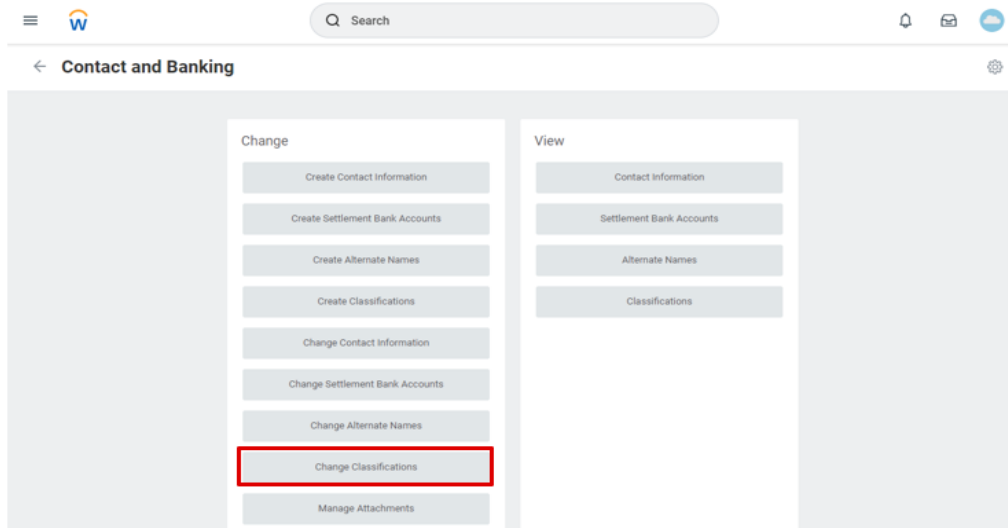 Search
Contact and Banking
Change
Create Contact Information
Create Settlement Bank Accounts
Create Alternate Names
Create Classifications
Change Contact Information
Change Settlement Bank Accounts
Change Alternate Names
Change Classifications
Manage Attachments
View
Contact Information
Settlement Bank Accounts
Alternate Names
Classifications